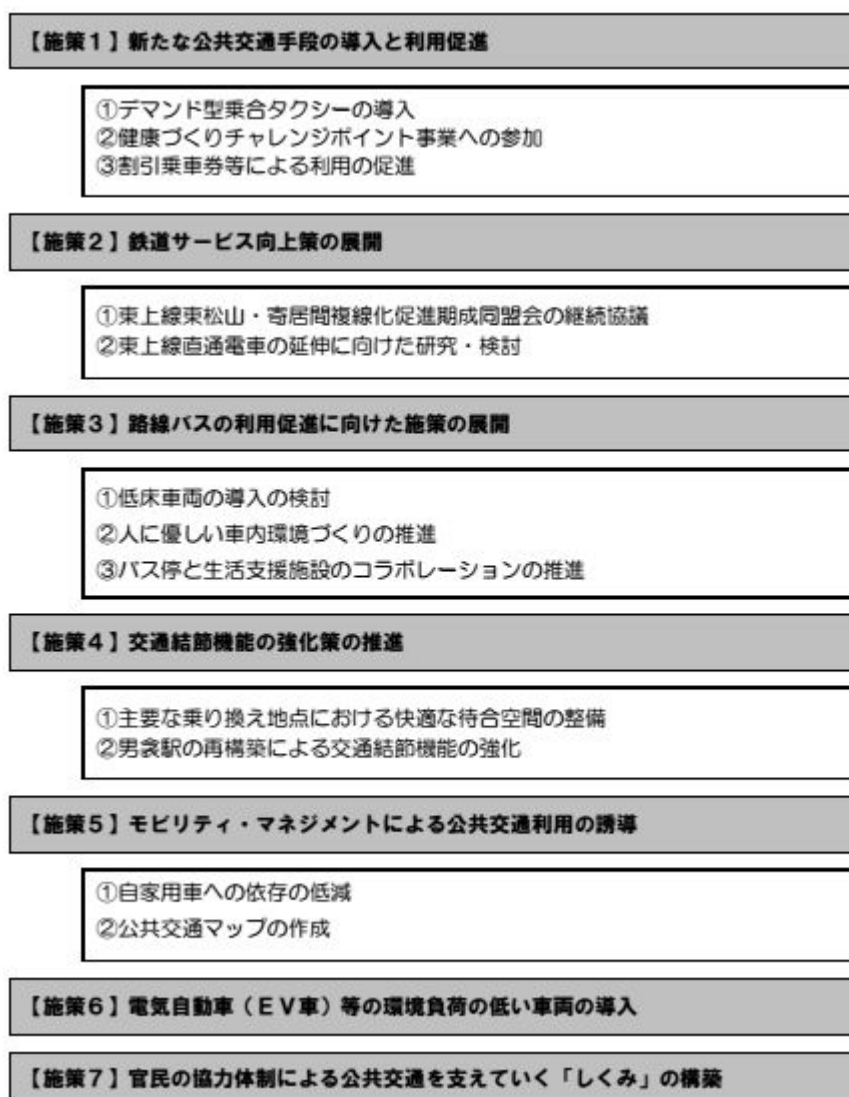 【施策１】新たな公共交通手段の導入と利用促進
①デマンド型乗合タクシーの導入
②健康づくりチャレンジポイント事業への参加
③割引乗車券等による利用の促進
【施策２】鉄道サービス向上策の展開
①東上線東松山・寄居間複線化促進期成同盟会の継続協議
②東上線直通電車の延伸に向けた研究・検討
【施策３】路線バスの利用促進に向けた施策の展開
①低床車両の導入の検討
②人に優しい車内環境づくりの推進
③バス停と生活支援施設のコラボレーションの推進
【施策４】交通結節機能の強化策の推進
①主要な乗り換え地点における快適な待合空間の整備
②男衾駅の再構築による交通結節機能の強化
【施策５】モビリティ・マネジメントによる公共交通利用の誘導
①自家用車への依存の低減
②公共交通マップの作成
【施策６】電気自動車（ＥＶ車）等の環境負荷の低い車両の導入
【施策７】官民の協力体制による公共交通を支えていく「しくみ」の構築